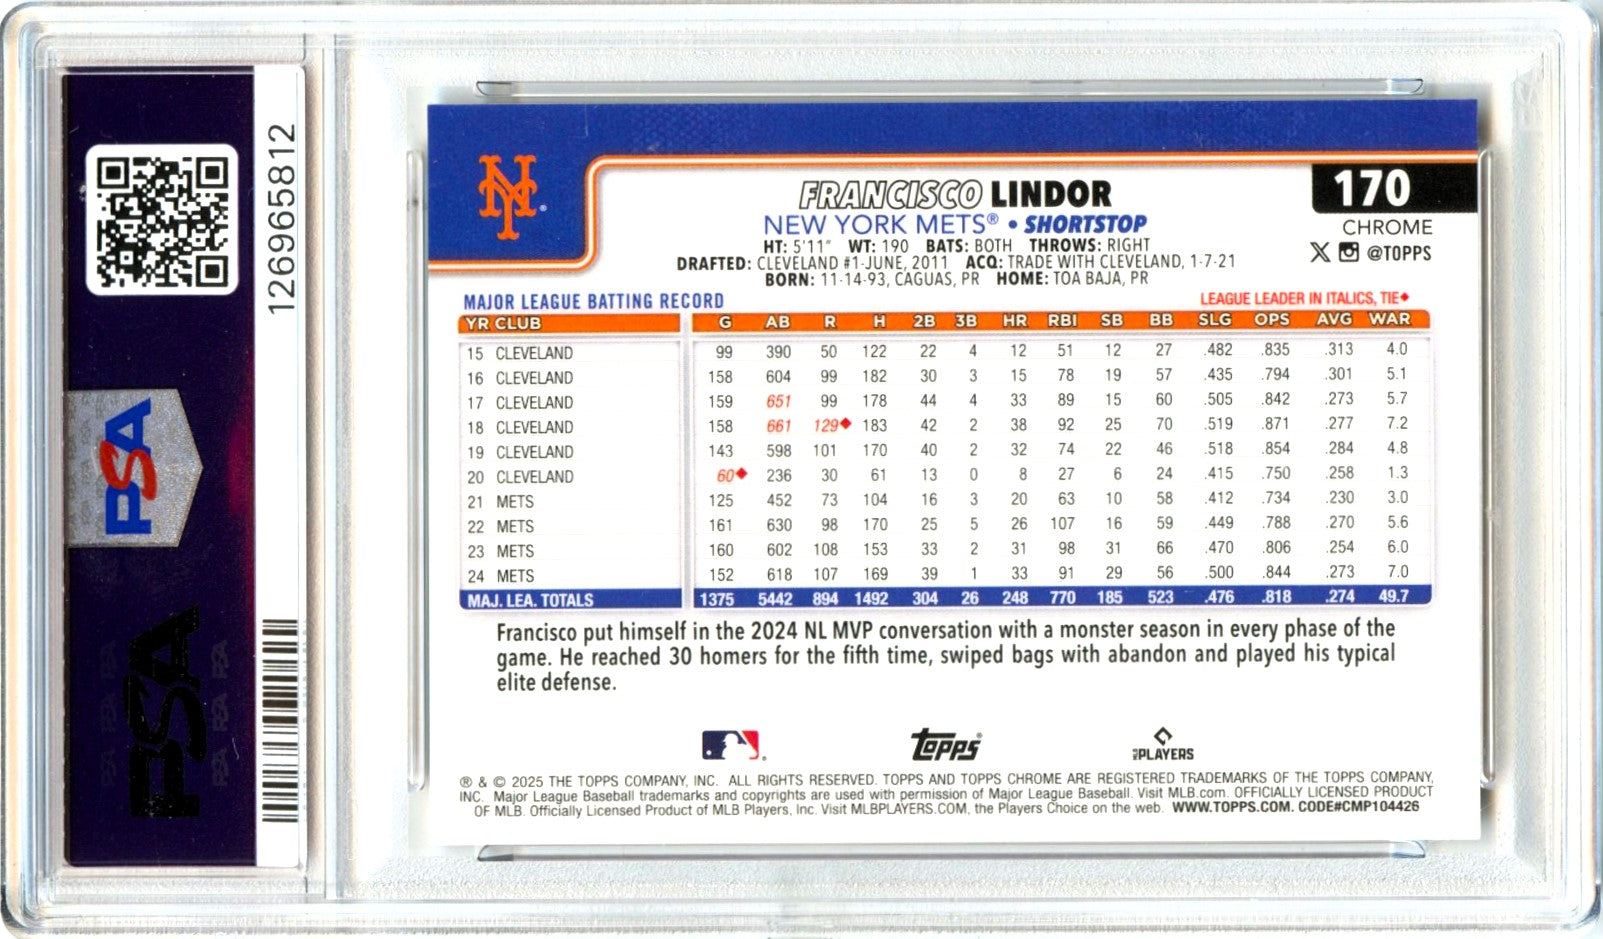 126965812
PSA
PSA
NY
FRANCISCO LINDOR
NEW YORK METS® • SHORTSTOP
HT: 5'11" WT: 190 BATS: BOTH THROWS: RIGHT
DRAFTED: CLEVELAND #1-JUNE, 2011 ACQ: TRADE WITH CLEVELAND, 1-7-21
BORN: 11-14-93, CAGUAS, PR HOME: TOA BAJA, PR
170
CHROME
X @TOPPS
MAJOR LEAGUE BATTING RECORD
LEAGUE LEADER IN ITALICS, TIE♦
YR CLUB G AB R H 2B 3B HR RBI SB BB SLG OPS AVG WAR
15 CLEVELAND 99 390 50 122 22 4 12 51 12 27 .482 .835 .313 4.0
16 CLEVELAND 158 604 99 182 30 3 15 78 19 57 .435 .794 .301 5.1
17 CLEVELAND 159 651 99 178 44 4 33 89 15 60 .505 .842 .273 5.7
18 CLEVELAND 158 661 129♦ 183 42 2 38 92 25 70 .519 .871 .277 7.2
19 CLEVELAND 143 598 101 170 40 2 32 74 22 46 .518 .854 .284 4.8
20 CLEVELAND 60♦ 236 30 61 13 0 8 27 6 24 .415 .750 .258 1.3
21 METS 125 452 73 104 16 3 20 63 10 58 .412 .734 .230 3.0
22 METS 161 630 98 170 25 5 26 107 16 59 .449 .788 .270 5.6
23 METS 160 602 108 153 33 2 31 98 31 66 .470 .806 .254 6.0
24 METS 152 618 107 169 39 1 33 91 29 56 .500 .844 .273 7.0
MAJ. LEA. TOTALS 1375 5442 894 1492 304 26 248 770 185 523 .476 .818 .274 49.7
Francisco put himself in the 2024 NL MVP conversation with a monster season in every phase of the
game. He reached 30 homers for the fifth time, swiped bags with abandon and played his typical
elite defense.
Topps
PLAYERS
® & © 2025 THE TOPPS COMPANY, INC. ALL RIGHTS RESERVED. TOPPS AND TOPPS CHROME ARE REGISTERED TRADEMARKS OF THE TOPPS COMPANY,
INC. Major League Baseball trademarks and copyrights are used with permission of Major League Baseball. Visit MLB.com. OFFICIALLY LICENSED PRODUCT
OF MLB. Officially Licensed Product of MLB Players, Inc. Visit MLBPLAYERS.COM, the Players Choice on the web. WWW.TOPPS.COM. CODE#CMP104426